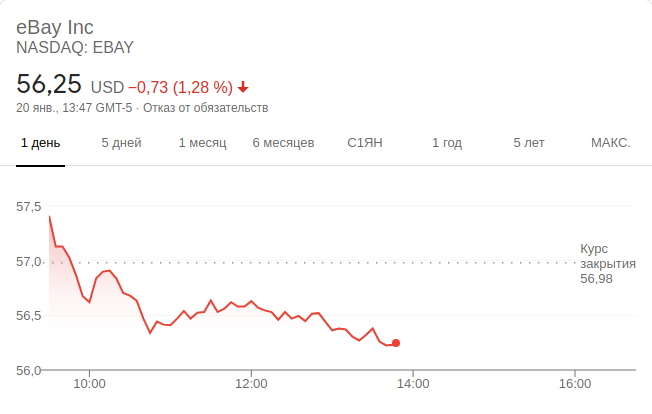 eBay Inc
NASDAQ: EBAY
56,25 USD −0,73 (1,28 %)
20 янв., 13:47 GMT-5 · Отказ от обязательств
1 день 5 дней 1 месяц 6 месяцев С1ЯН 1 год 5 лет МАКС.
57,5
57,0
56,5
56,0
Курс
закрытия
56,98
10:00 12:00 14:00 16:00